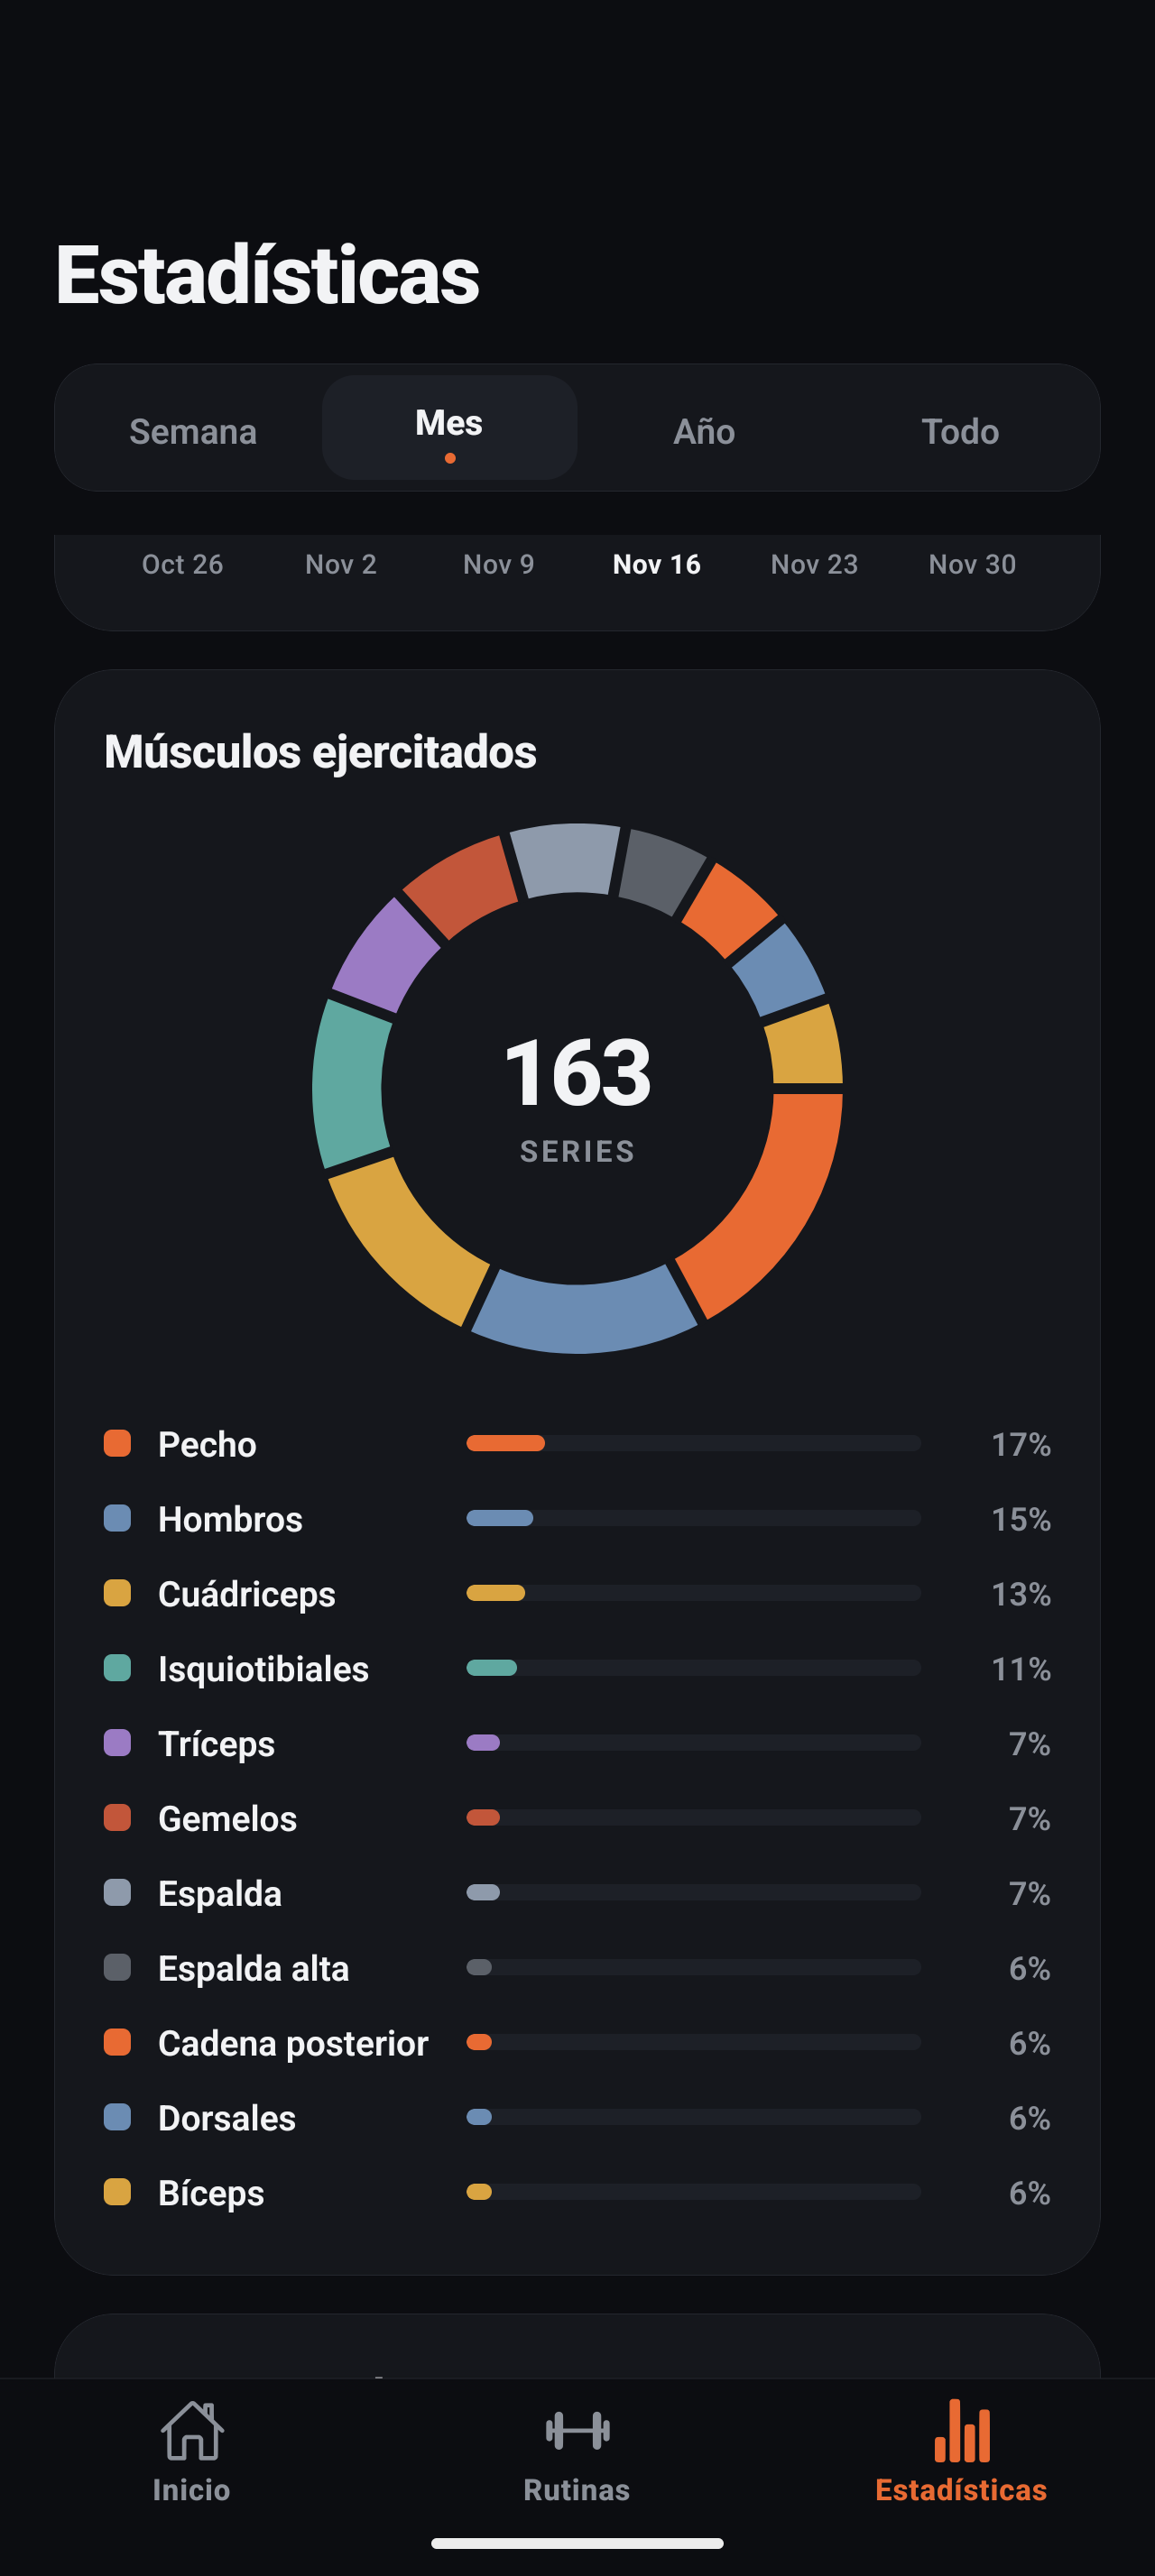 Estadísticas
Semana Mes Año Todo
Oct 26 Nov 2 Nov 9 Nov 16 Nov 23 Nov 30
Músculos ejercitados
163
SERIES
Pecho 17%
Hombros 15%
Cuádriceps 13%
Isquiotibiales 11%
Tríceps 7%
Gemelos 7%
Espalda 7%
Espalda alta 6%
Cadena posterior 6%
Dorsales 6%
Bíceps 6%
Inicio Rutinas Estadísticas